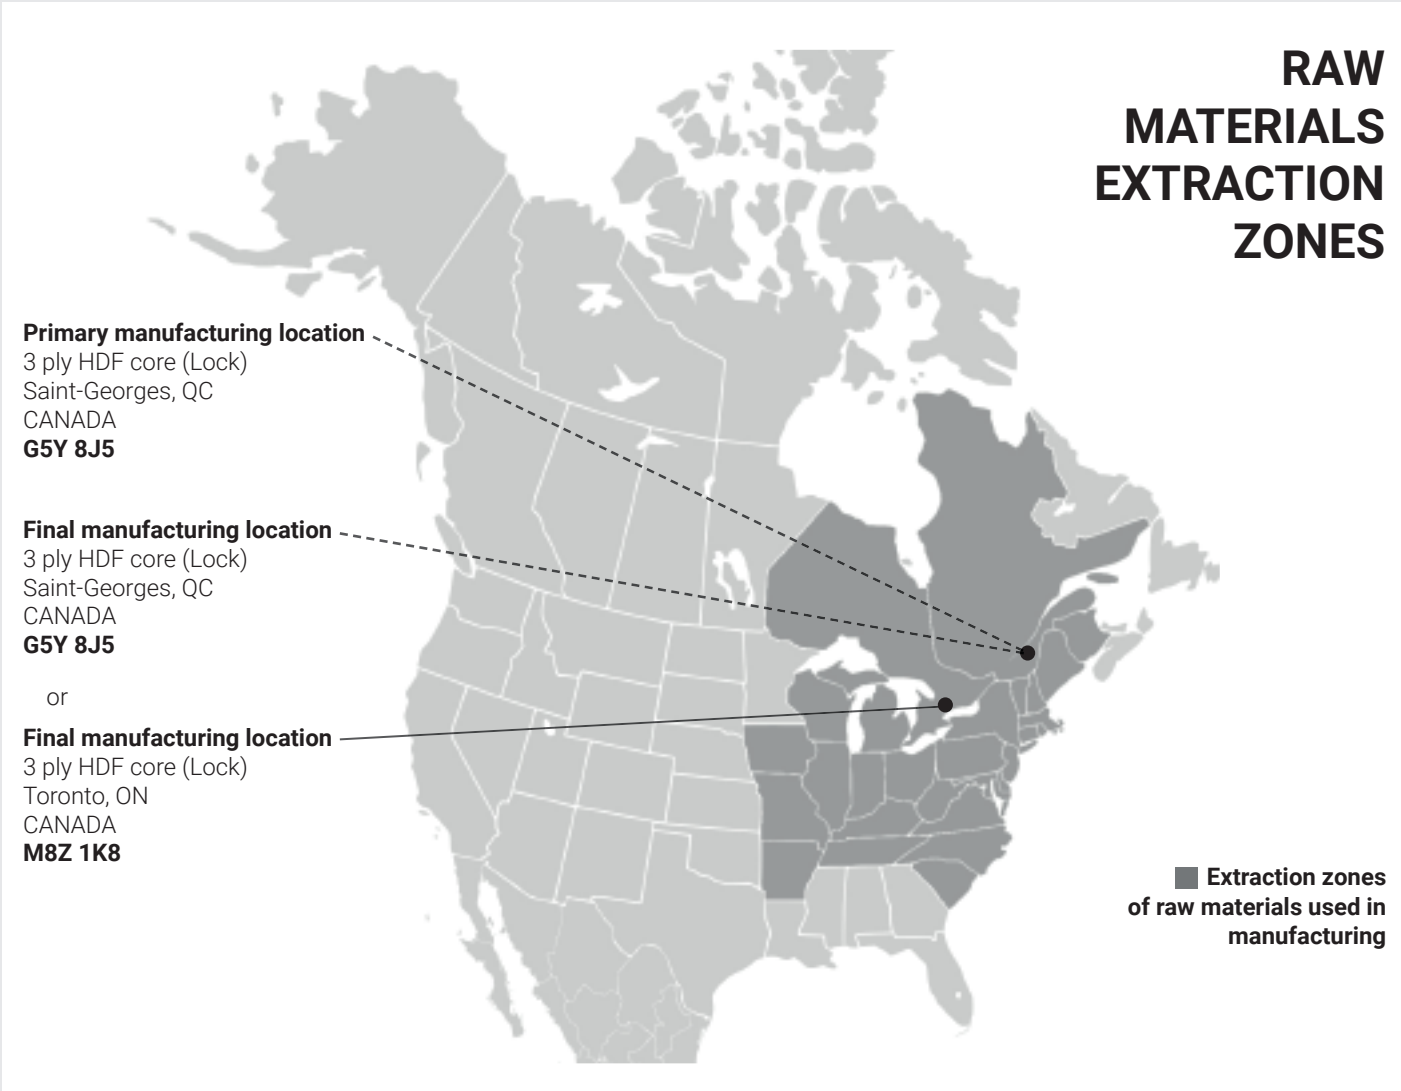 RAW
MATERIALS
EXTRACTION
ZONES
Primary manufacturing location
3 ply HDF core (Lock)
Saint-Georges, QC
CANADA
G5Y 8J5
Final manufacturing location
3 ply HDF core (Lock)
Saint-Georges, QC
CANADA
G5Y 8J5
or
Final manufacturing location
3 ply HDF core (Lock)
Toronto, ON
CANADA
M8Z 1K8
Extraction zones
of raw materials used in
manufacturing